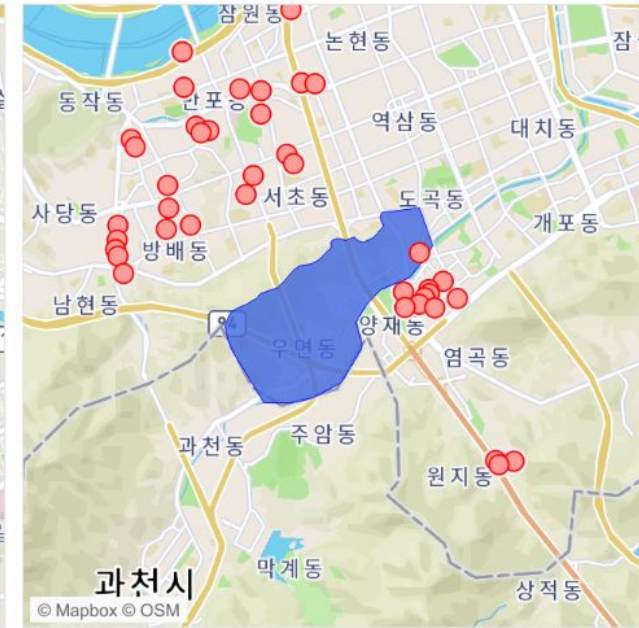 잠원동
논현동
잠
동작동
반포동
역삼동
대치동
사당동
서초동
도곡동
개포동
방배동
남현동
양재동
우면동
염곡동
과천동
주암동
원지동
막계동
과천시
상적동
© Mapbox © OSM